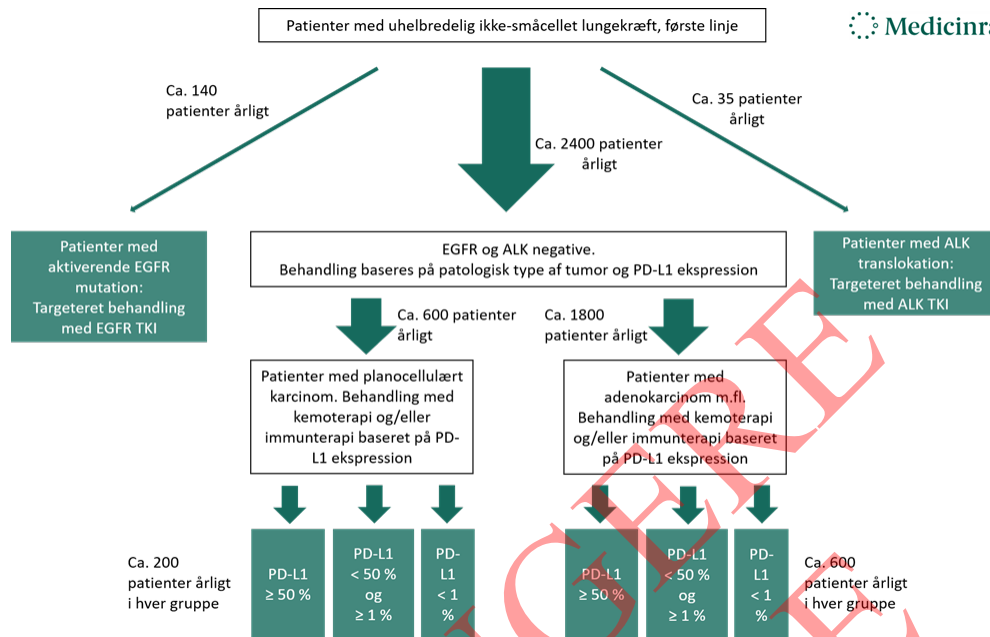 Patienter med uhelbredelig ikke-småcellet lungekræft, første linje
Medicinr
Ca. 140
patienter årligt
Ca. 2400 patienter
årligt
Ca. 35 patienter
årligt
Patienter med
aktiverende EGFR
mutation:
Targeteret behandling
med EGFR TKI
EGFR og ALK negative.
Behandling baseres på patologisk type af tumor og PD-L1 ekspression
Patienter med ALK
translokation:
Targeteret behandling
med ALK TKI
Ca. 600 patienter
årligt
Ca. 1800
patienter årligt
Patienter med planocellulært
karcinom. Behandling med
kemoterapi og/eller
immunterapi baseret på PD-
L1 ekspression
Patienter med
adenokarcinom m.fl.
Behandling med kemoterapi
og/eller immunterapi baseret
på PD-L1 ekspression
Ca. 200
patienter årligt
i hver gruppe
PD-L1
≥ 50 %
PD-L1
< 50 %
og
≥ 1 %
PD-
L1
< 1
%
PD-L1
≥ 50 %
PD-L1
< 50 %
og
≥ 1 %
PD-
L1
< 1
%
Ca. 600
patienter årligt
i hver gruppe
GERE